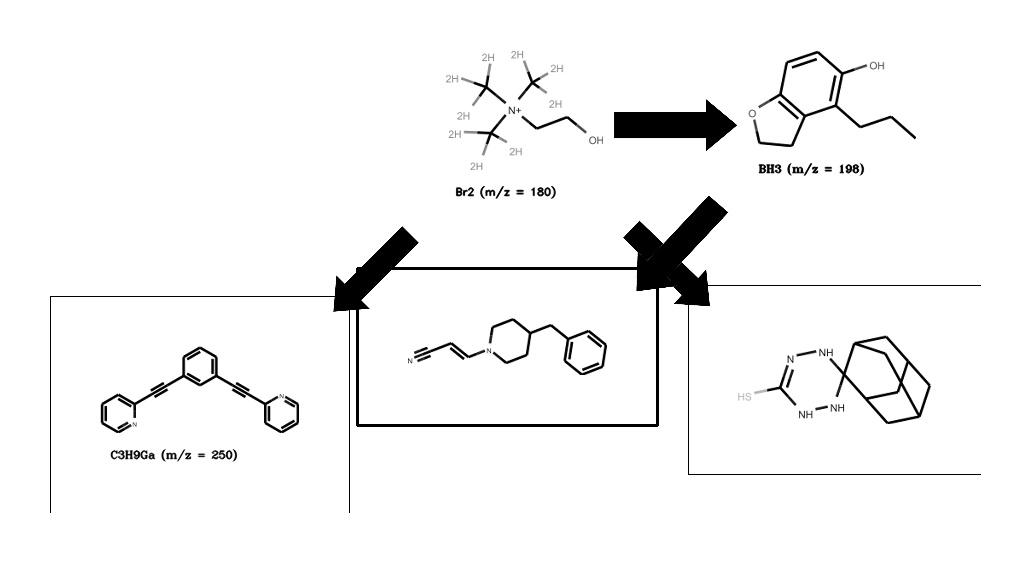 2H 2H
2H 2H
2H N+ 2H
2H OH
2H 2H
Br2 (m/z = 180)
OH
O
BH3 (m/z = 198)
N N
N N
C3H9Ga (m/z = 250)
N N
N NH
HS
NH NH